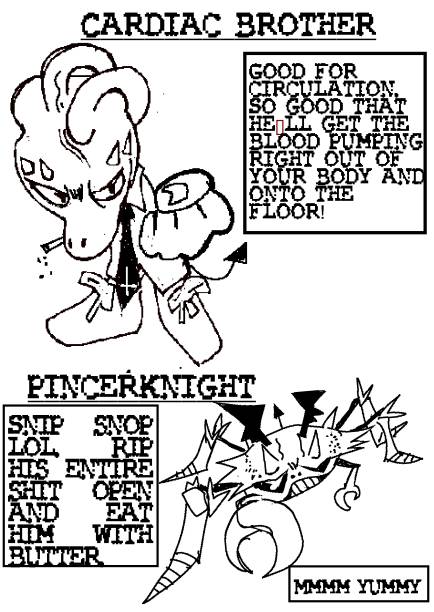 CARDIAC BROTHER
GOOD FOR
CIRCULATION.
SO GOOD THAT
HE▯LL GET THE
BLOOD PUMPING
RIGHT OUT OF
YOUR BODY AND
ONTO THE
FLOOR!
PINCERKNIGHT
SNIP SNOP
LOL RIP
HIS ENTIRE
SHIT OPEN
AND EAT
HIM WITH
BUTTER
MMMM YUMMY